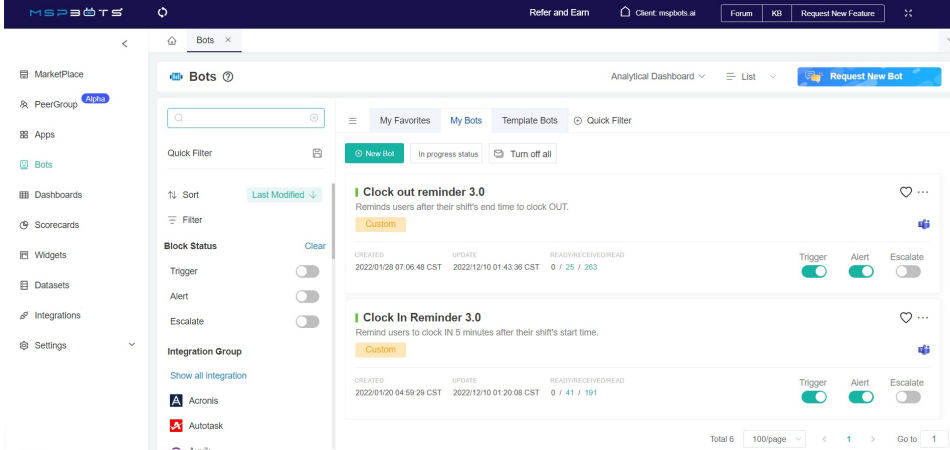 MSPBOTS
Refer and Earn
Client: mspbots.ai
Forum
KB
Request New Feature
Bots ×
MarketPlace
PeerGroup Alpha
Apps
Bots
Dashboards
Scorecards
Widgets
Datasets
Integrations
Settings
Bots
Analytical Dashboard
List
Request New Bot
Quick Filter
Sort
Last Modified ↓
Filter
Block Status
Clear
Trigger
Alert
Escalate
Integration Group
Show all integration
Acronis
Autotask
My Favorites
My Bots
Template Bots
Quick Filter
New Bot
In progress status
Turn off all
Clock out reminder 3.0
Reminds users after their shift's end time to clock OUT.
Custom
CREATED UPDATE READY/RECEIVED/READ
2022/01/28 07:06:48 CST 2022/12/10 01:43:36 CST 0 / 25 / 263
Trigger Alert Escalate
Clock In Reminder 3.0
Remind users to clock IN 5 minutes after their shift's start time.
Custom
CREATED UPDATE READY/RECEIVED/READ
2022/01/20 04:59:29 CST 2022/12/10 01:20:08 CST 0 / 41 / 191
Trigger Alert Escalate
Total 6 100/page < 1 > Go to 1